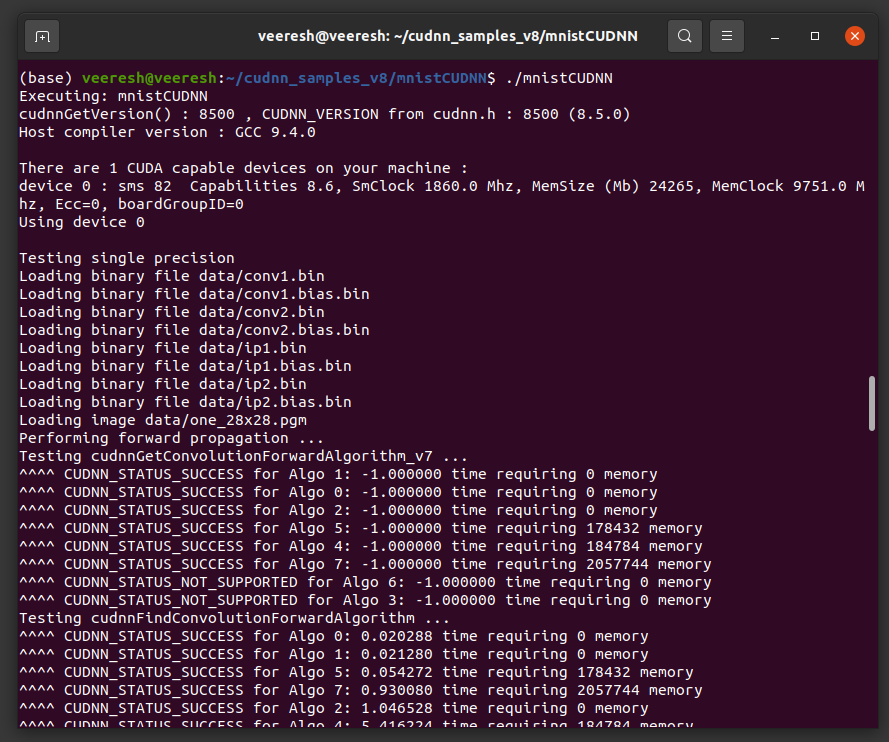 veeresh@veeresh: ~/cudnn_samples_v8/mnistCUDNN
(base) veeresh@veeresh:~/cudnn_samples_v8/mnistCUDNN$ ./mnistCUDNN
Executing: mnistCUDNN
cudnnGetVersion() : 8500 , CUDNN_VERSION from cudnn.h : 8500 (8.5.0)
Host compiler version : GCC 9.4.0
There are 1 CUDA capable devices on your machine :
device 0 : sms 82  Capabilities 8.6, SmClock 1860.0 Mhz, MemSize (Mb) 24265, MemClock 9751.0 M
hz, Ecc=0, boardGroupID=0
Using device 0
Testing single precision
Loading binary file data/conv1.bin
Loading binary file data/conv1.bias.bin
Loading binary file data/conv2.bin
Loading binary file data/conv2.bias.bin
Loading binary file data/ip1.bin
Loading binary file data/ip1.bias.bin
Loading binary file data/ip2.bin
Loading binary file data/ip2.bias.bin
Loading image data/one_28x28.pgm
Performing forward propagation ...
Testing cudnnGetConvolutionForwardAlgorithm_v7 ...
^^^^ CUDNN_STATUS_SUCCESS for Algo 1: -1.000000 time requiring 0 memory
^^^^ CUDNN_STATUS_SUCCESS for Algo 0: -1.000000 time requiring 0 memory
^^^^ CUDNN_STATUS_SUCCESS for Algo 2: -1.000000 time requiring 0 memory
^^^^ CUDNN_STATUS_SUCCESS for Algo 5: -1.000000 time requiring 178432 memory
^^^^ CUDNN_STATUS_SUCCESS for Algo 4: -1.000000 time requiring 184784 memory
^^^^ CUDNN_STATUS_SUCCESS for Algo 7: -1.000000 time requiring 2057744 memory
^^^^ CUDNN_STATUS_NOT_SUPPORTED for Algo 6: -1.000000 time requiring 0 memory
^^^^ CUDNN_STATUS_NOT_SUPPORTED for Algo 3: -1.000000 time requiring 0 memory
Testing cudnnFindConvolutionForwardAlgorithm ...
^^^^ CUDNN_STATUS_SUCCESS for Algo 0: 0.020288 time requiring 0 memory
^^^^ CUDNN_STATUS_SUCCESS for Algo 1: 0.021280 time requiring 0 memory
^^^^ CUDNN_STATUS_SUCCESS for Algo 5: 0.054272 time requiring 178432 memory
^^^^ CUDNN_STATUS_SUCCESS for Algo 7: 0.930080 time requiring 2057744 memory
^^^^ CUDNN_STATUS_SUCCESS for Algo 2: 1.046528 time requiring 0 memory
^^^^ CUDNN_STATUS_SUCCESS for Algo 4: 5.416224 time requiring 184784 memory